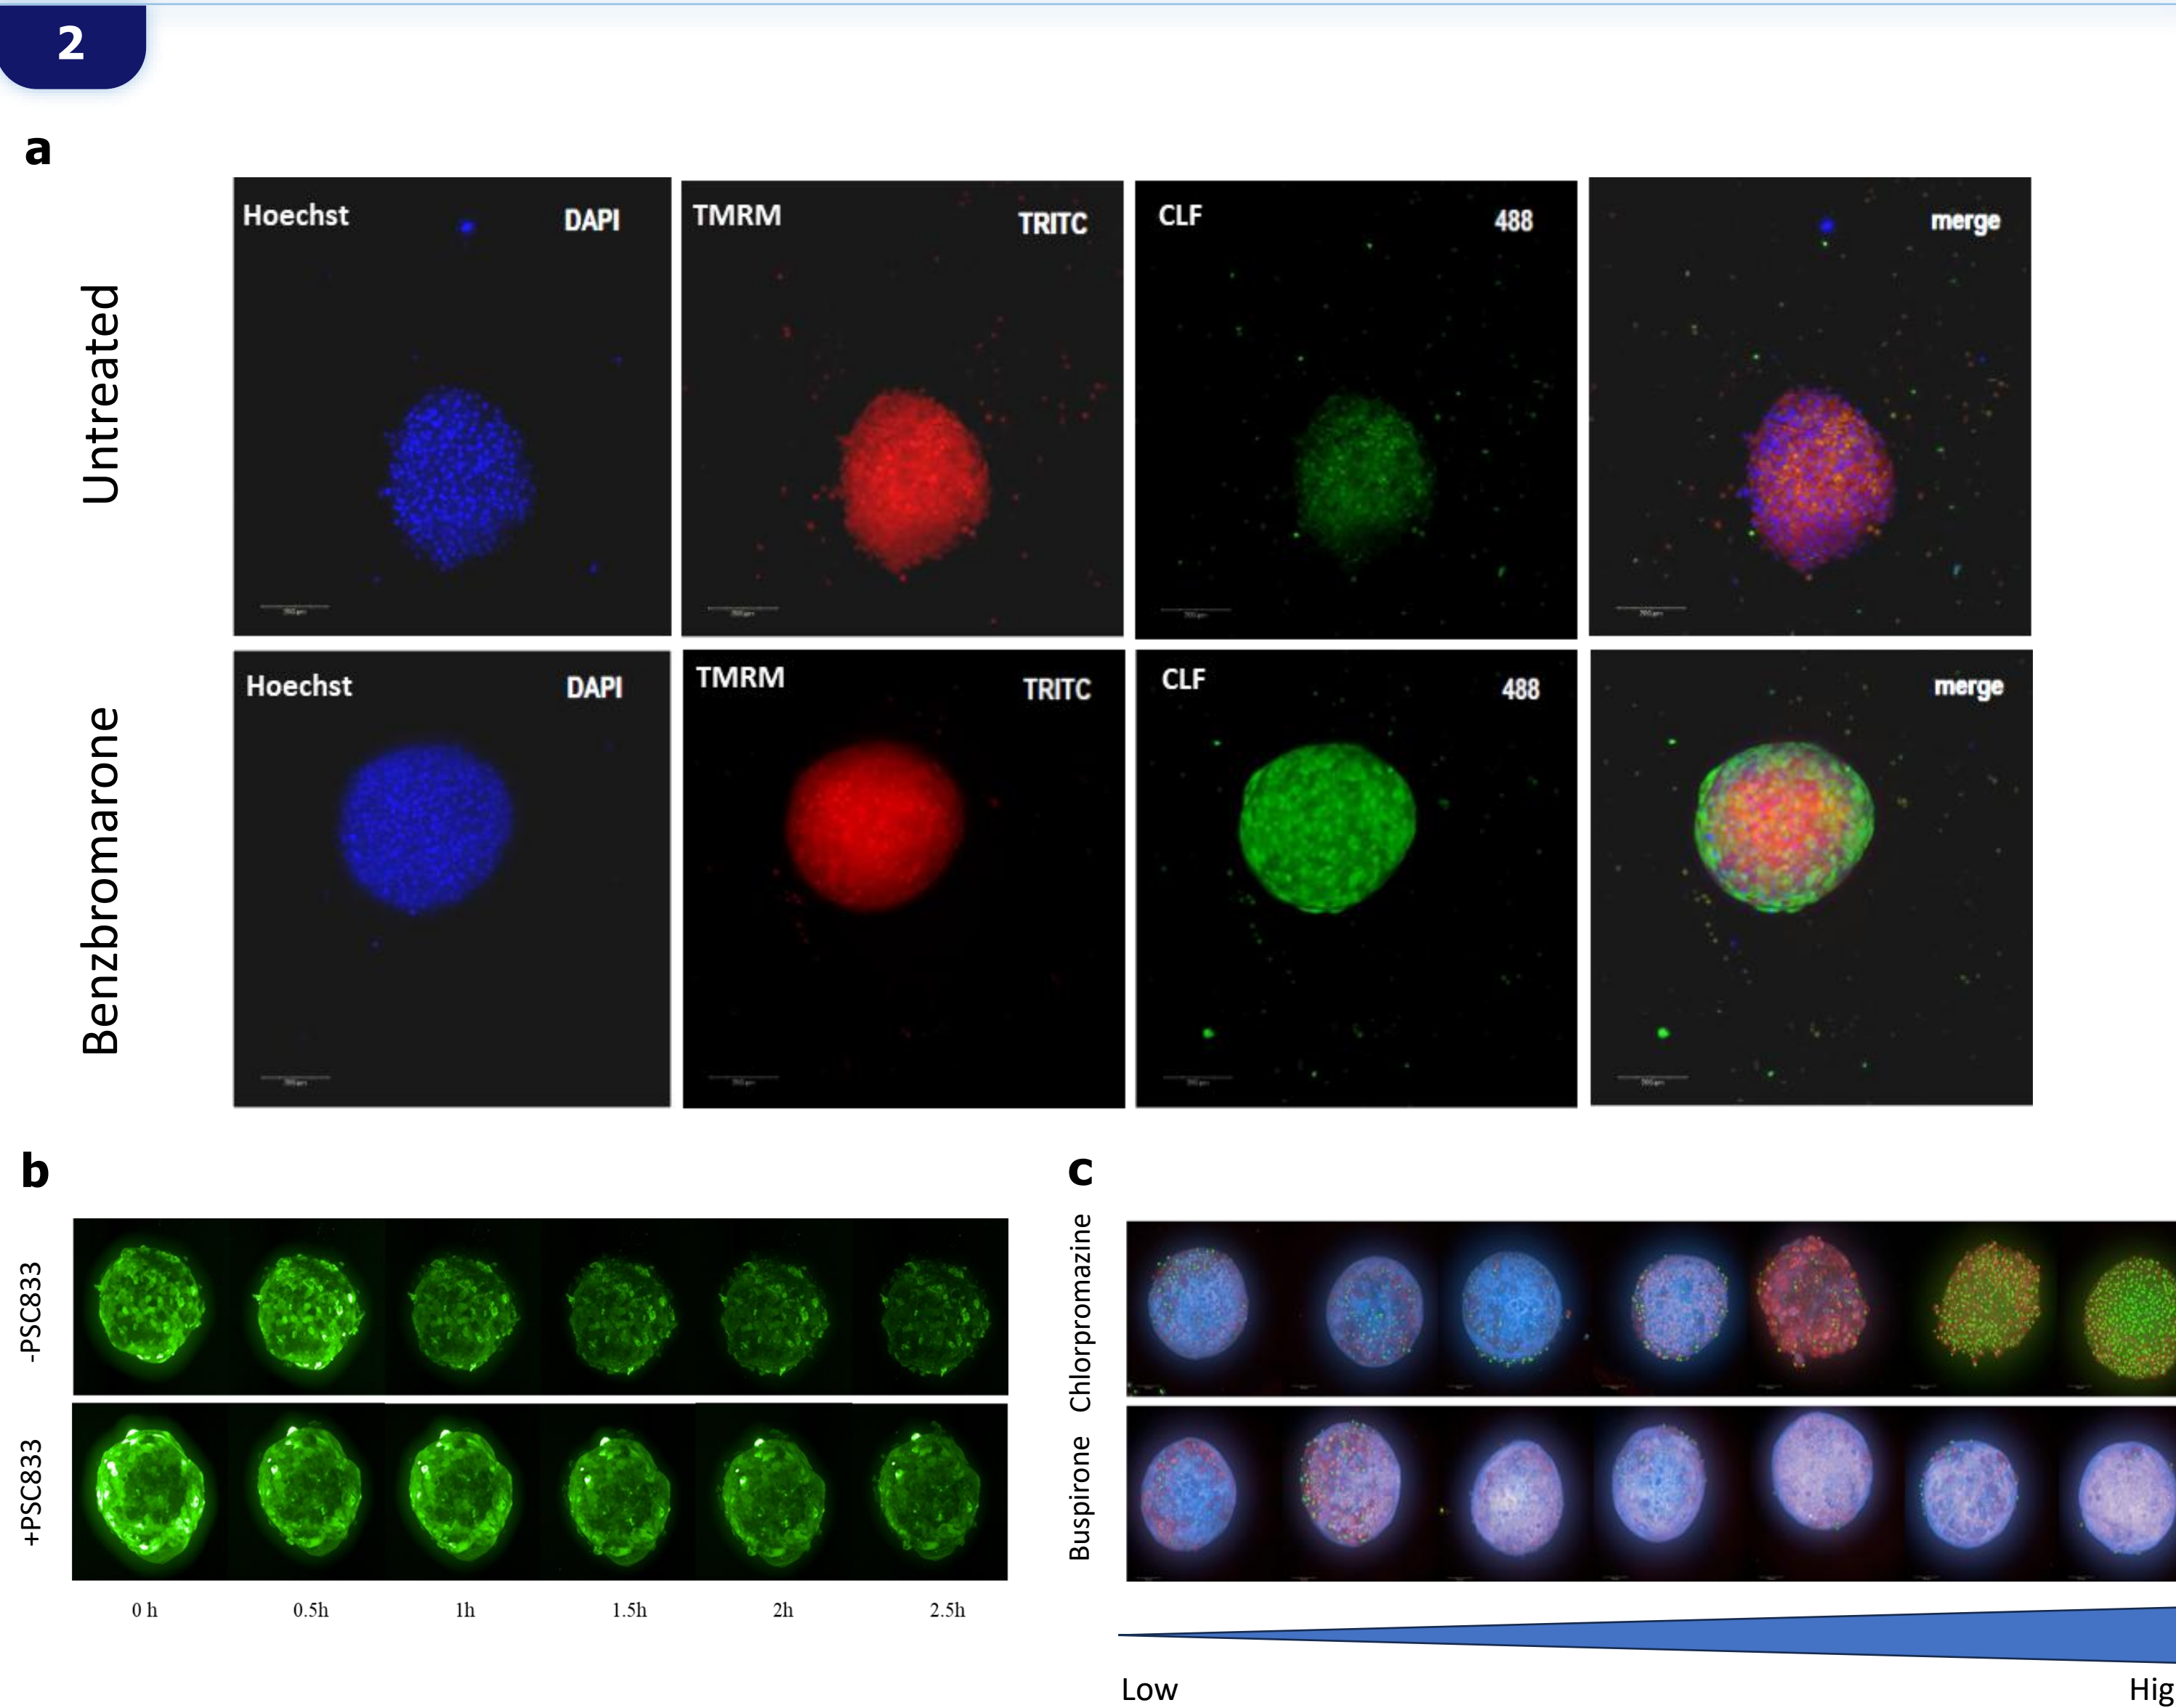 2
a
Untreated
Hoechst DAPI
TMRM TRITC
CLF 488
merge
Benzbromarone
Hoechst DAPI
TMRM TRITC
CLF 488
merge
b
-PSC833
+PSC833
0 h 0.5h 1h 1.5h 2h 2.5h
c
Chlorpromazine
Buspirone
Low Hig